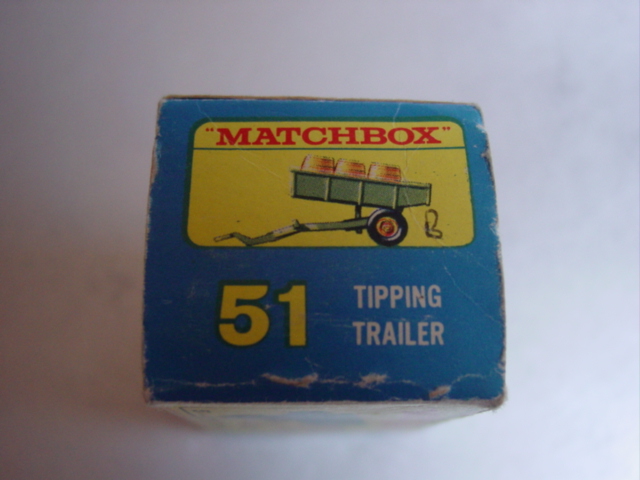 "MATCHBOX"
51
TIPPING
TRAILER